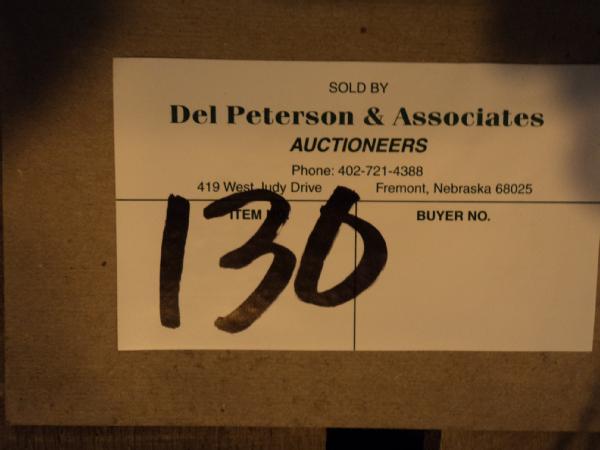 SOLD BY
Del Peterson & Associates
AUCTIONEERS
Phone: 402-721-4388
419 West Judy Drive Fremont, Nebraska 68025
ITEM BUYER NO.
130